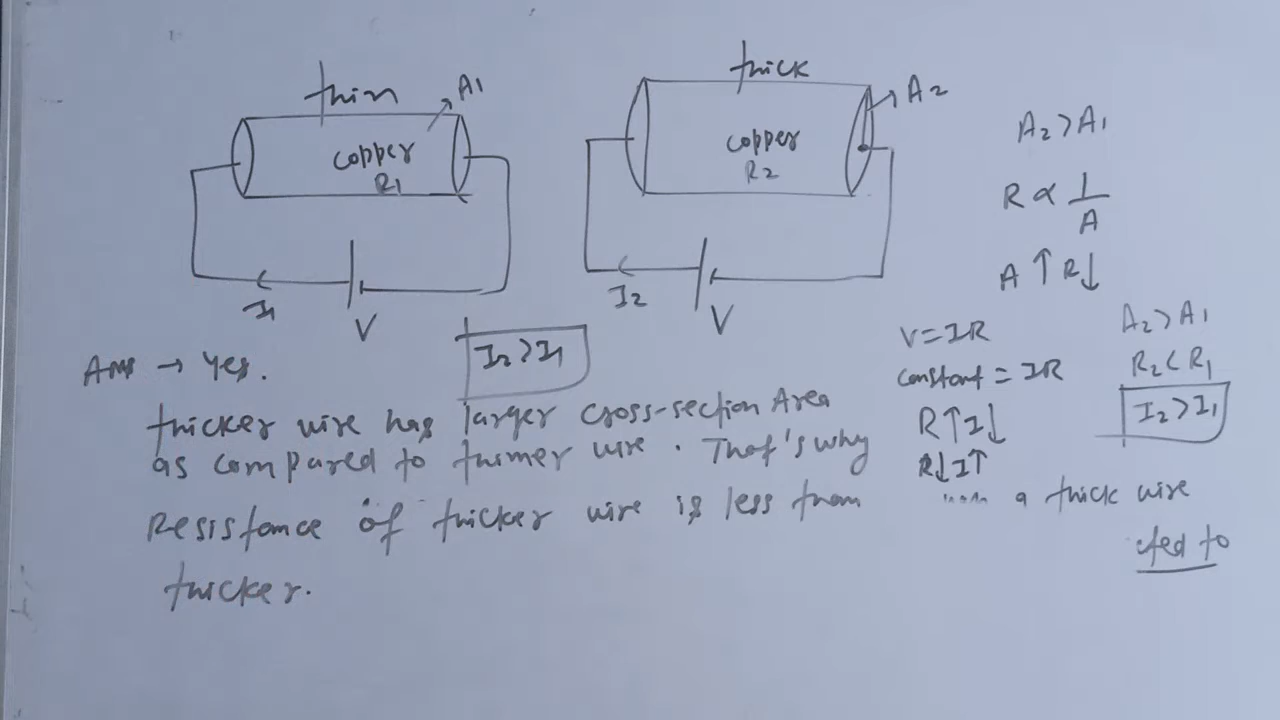 thin
A1
copper
R1
I1
V
thick
A2
copper
R2
I2
V
A2 > A1
R ∝ 1/A
A ↑ R↓
V = IR
constant = IR
R↑I↓
R↓I↑
A2 > A1
R2 < R1
I2 > I1
I2 > I1
Ans → Yes.
thicker wire has larger cross-section Area
as compared to thinner wire . That's why
Resistance of thicker wire is less than
thicker.
a thick wire
cted to